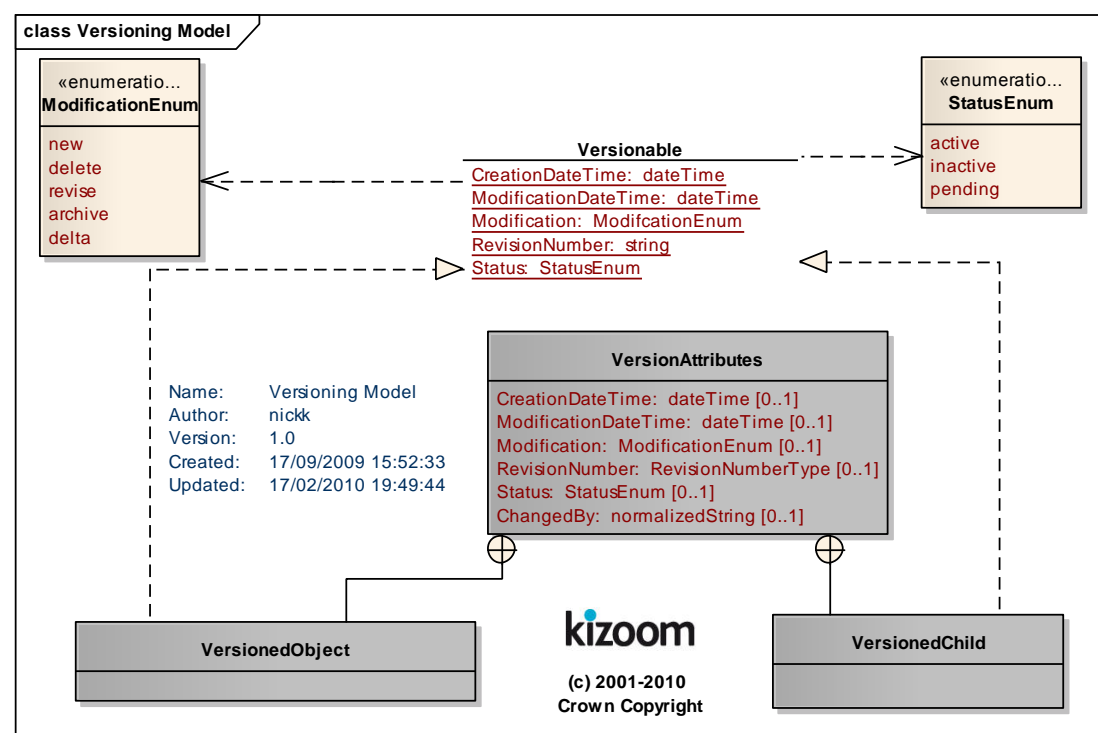 class Versioning Model
«enumeratio...
ModificationEnum
new
delete
revise
archive
delta
«enumeratio...
StatusEnum
active
inactive
pending
Versionable
CreationDateTime: dateTime
ModificationDateTime: dateTime
Modification: ModifcationEnum
RevisionNumber: string
Status: StatusEnum
VersionAttributes
CreationDateTime: dateTime [0..1]
ModificationDateTime: dateTime [0..1]
Modification: ModificationEnum [0..1]
RevisionNumber: RevisionNumberType [0..1]
Status: StatusEnum [0..1]
ChangedBy: normalizedString [0..1]
Name: Versioning Model
Author: nickk
Version: 1.0
Created: 17/09/2009 15:52:33
Updated: 17/02/2010 19:49:44
VersionedObject
kizoom
(c) 2001-2010
Crown Copyright
VersionedChild